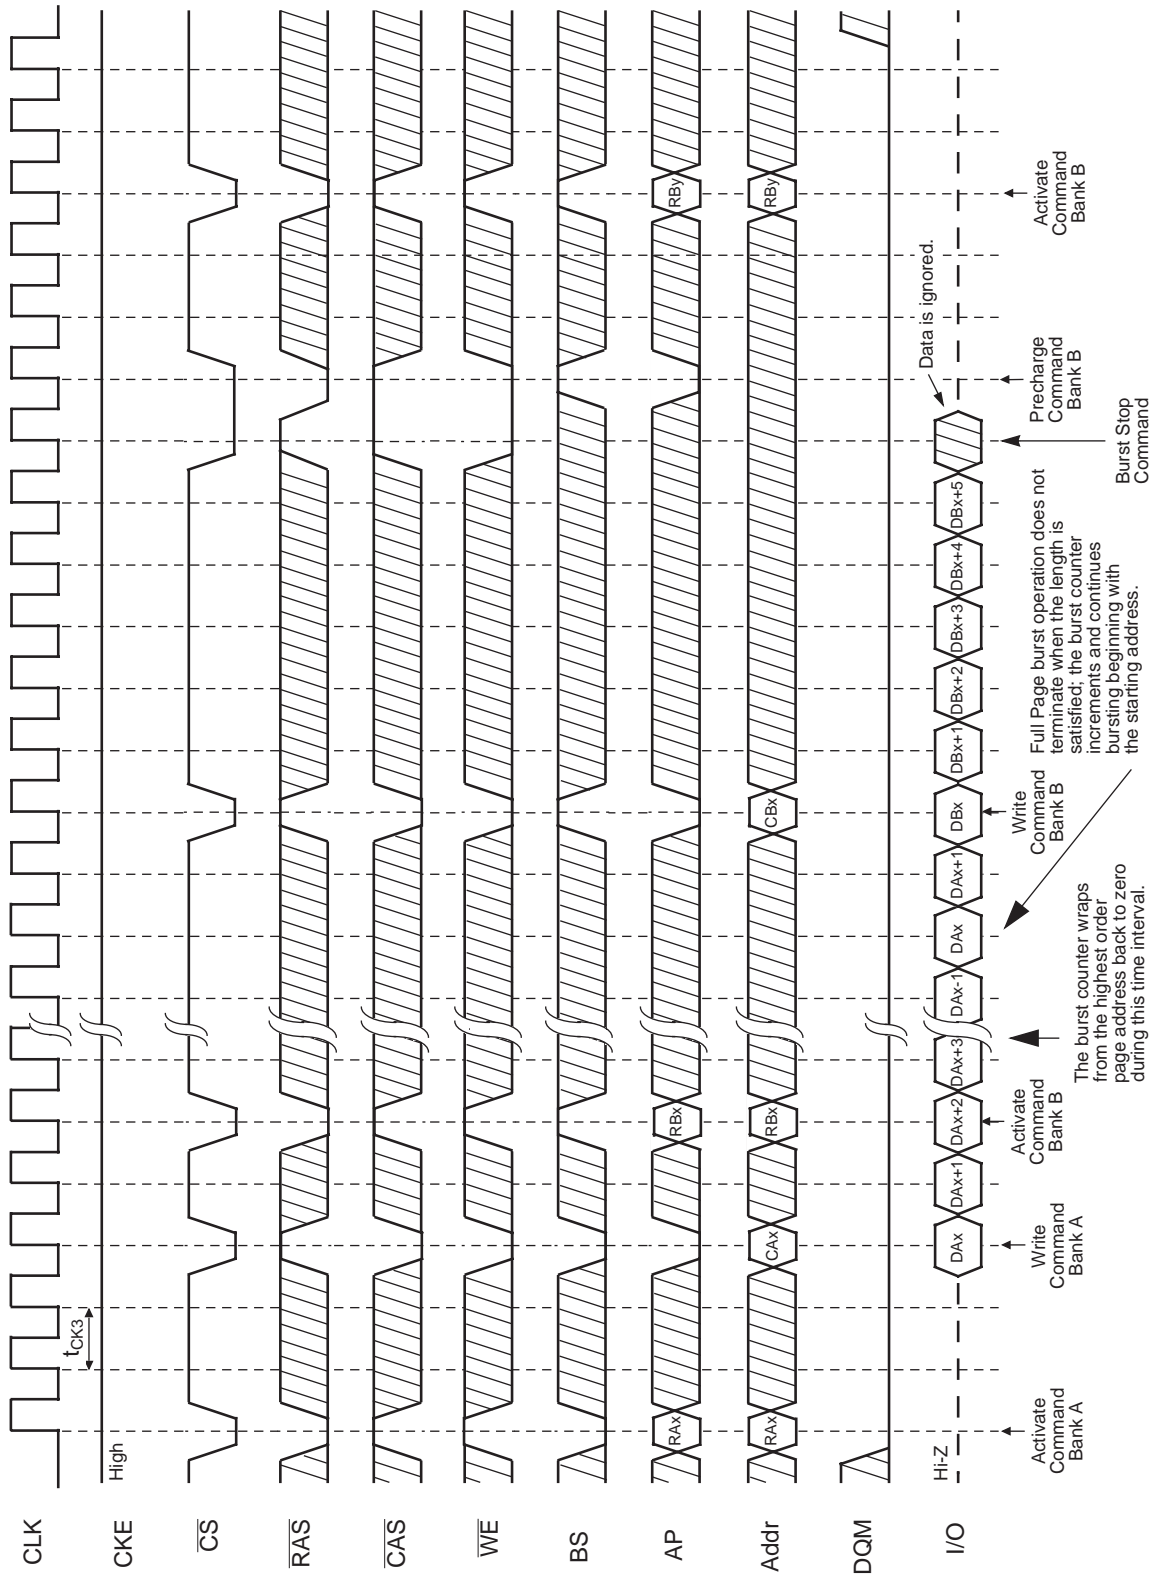 CLK
CKE
CS
RAS
CAS
WE
BS
AP
Addr
DQM
I/O
tCK3
High
RAx
RBx
RBy
RAx
CAx
RBx
CBx
RBy
Hi-Z
DAx
DAx+1
DAx+2
DAx+3
DAx-1
DAx
DAx+1
DBx
DBx+1
DBx+2
DBx+3
DBx+4
DBx+5
Data is ignored.
Activate
Command
Bank A
Write
Command
Bank A
Activate
Command
Bank B
The burst counter wraps
from the highest order
page address back to zero
during this time interval.
Write
Command
Bank B
Full Page burst operation does not
terminate when the length is
satisfied; the burst counter
increments and continues
bursting beginning with
the starting address.
Burst Stop
Command
Precharge
Command
Bank B
Activate
Command
Bank B